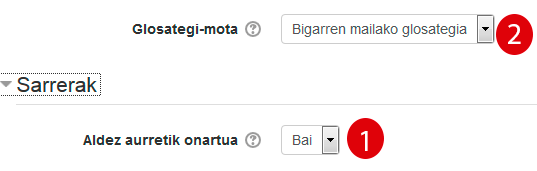 Glosategi-mota Bigarren mailako glosategia 2
Sarrerak
Aldez aurretik onartua Bai 1